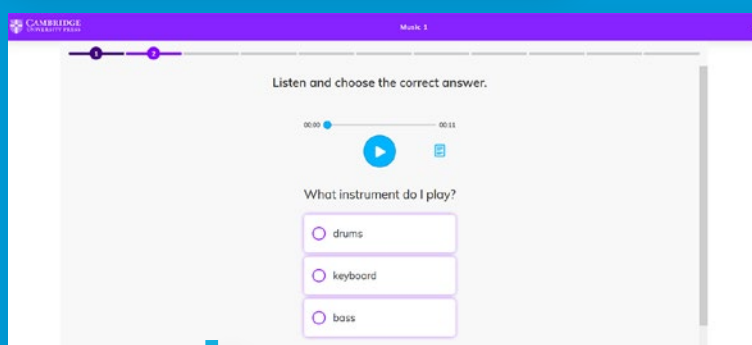 CAMBRIDGE
UNIVERSITY PRESS
Music 1
1 2
Listen and choose the correct answer.
00:00 00:11
What instrument do I play?
drums
keyboard
bass